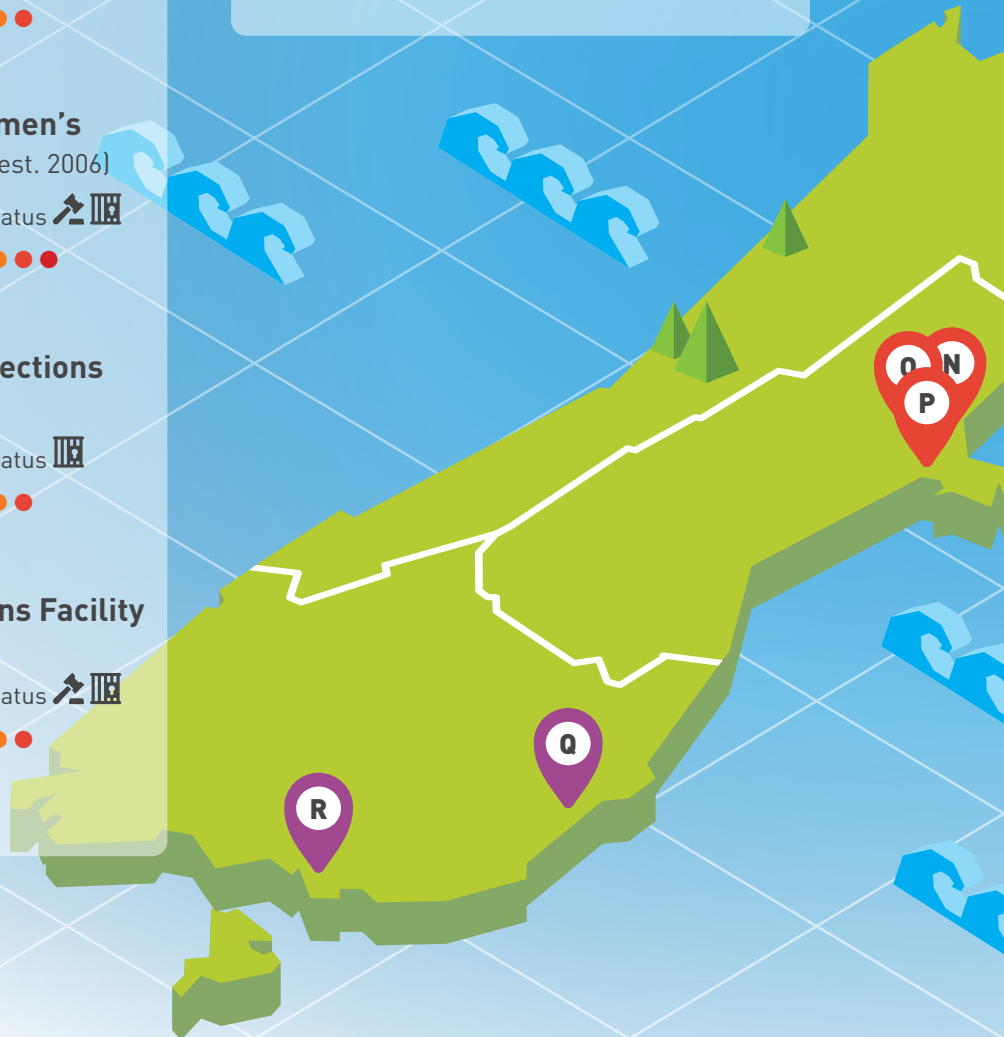 men's
est. 2006)
atus
ections
atus
ns Facility
atus
O
N
P
Q
R